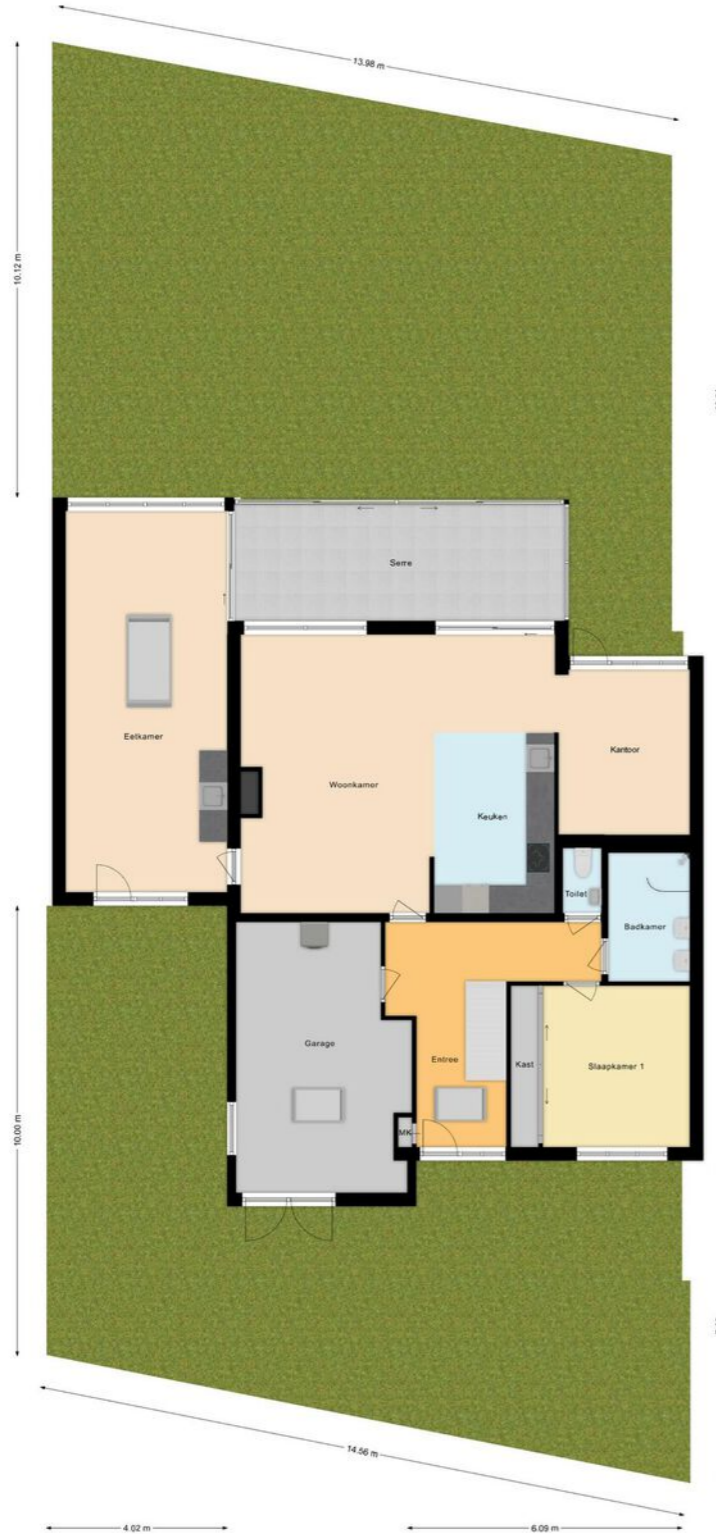 13.98 m
10.12 m
Serre
Eetkamer
Kantoor
Woonkamer
Keuken
Toilet
Badkamer
Garage
Entree
Kast
Slaapkamer 1
MK
10.00 m
14.56 m
4.02 m
6.09 m